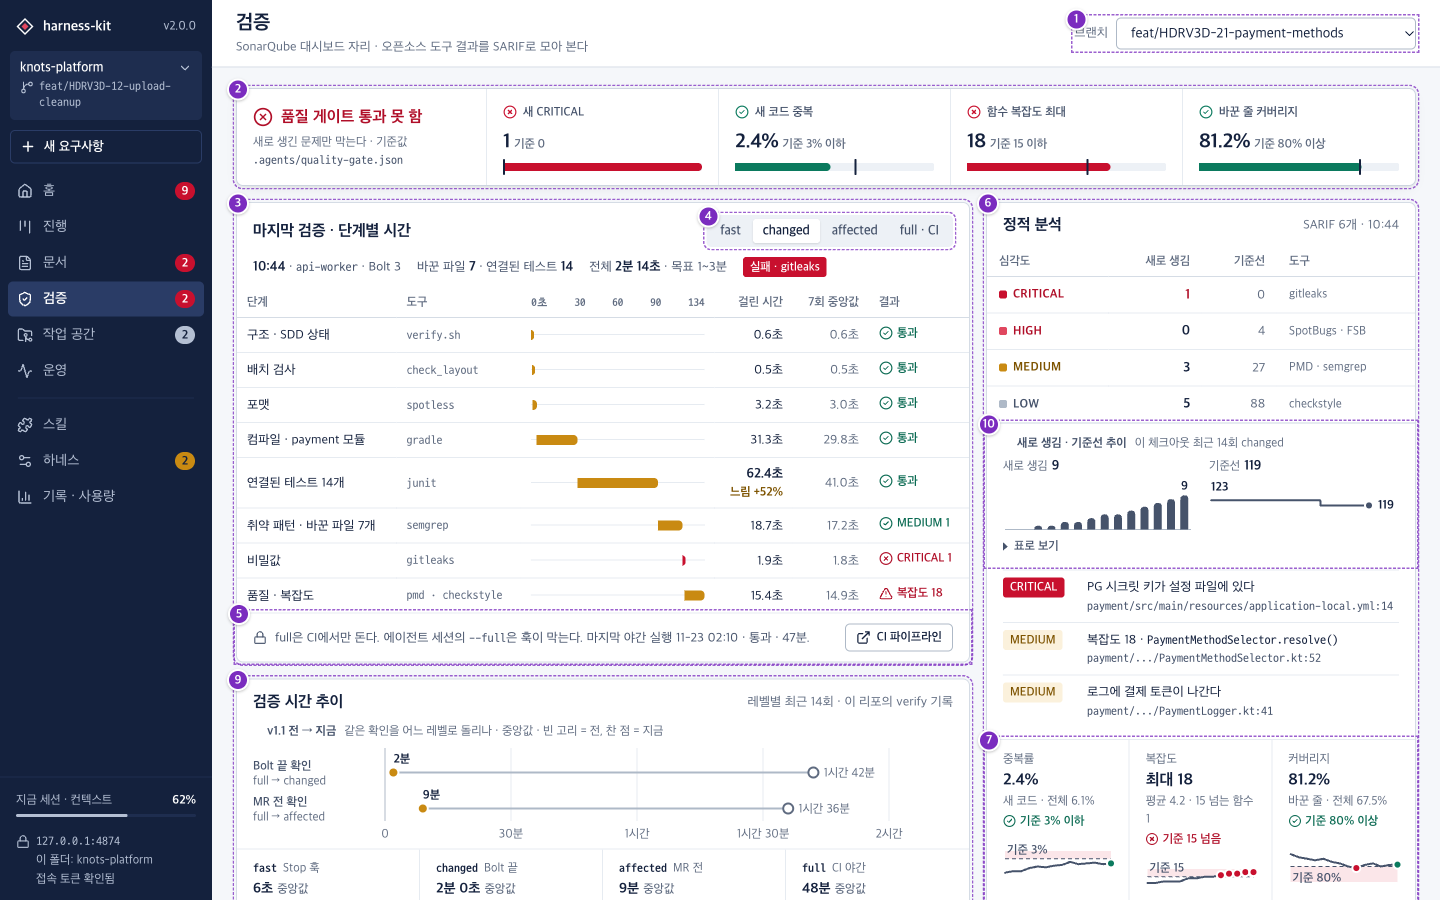 harness-kit v2.0.0
knots-platform
feat/HDRV3D-12-upload-
cleanup
+ 새 요구사항
홈 9
진행
문서 2
검증 2
작업 공간 2
운영
스킬
하네스 2
기록 · 사용량
지금 세션 · 컨텍스트 62%
127.0.0.1:4874
이 폴더: knots-platform
접속 토큰 확인됨
검증
SonarQube 대시보드 자리 · 오픈소스 도구 결과를 SARIF로 모아 본다
1
브랜치 feat/HDRV3D-21-payment-methods
2
품질 게이트 통과 못 함
새로 생긴 문제만 막는다 · 기준값
.agents/quality-gate.json
새 CRITICAL
1 기준 0
새 코드 중복
2.4% 기준 3% 이하
함수 복잡도 최대
18 기준 15 이하
바꾼 줄 커버리지
81.2% 기준 80% 이상
3
마지막 검증 · 단계별 시간
4
fast changed affected full · CI
10:44 · api-worker · Bolt 3 바꾼 파일 7 · 연결된 테스트 14 전체 2분 14초 · 목표 1~3분 실패 · gitleaks
단계 도구 0초 30 60 90 134 걸린 시간 7회 중앙값 결과
구조 · SDD 상태 verify.sh 0.6초 0.6초 통과
배치 검사 check_layout 0.5초 0.5초 통과
포맷 spotless 3.2초 3.0초 통과
컴파일 · payment 모듈 gradle 31.3초 29.8초 통과
연결된 테스트 14개 junit 62.4초 41.0초 통과
느림 +52%
취약 패턴 · 바꾼 파일 7개 semgrep 18.7초 17.2초 MEDIUM 1
비밀값 gitleaks 1.9초 1.8초 CRITICAL 1
품질 · 복잡도 pmd · checkstyle 15.4초 14.9초 복잡도 18
5
full은 CI에서만 돈다. 에이전트 세션의 --full은 훅이 막는다. 마지막 야간 실행 11-23 02:10 · 통과 · 47분.
CI 파이프라인
9
검증 시간 추이 레벨별 최근 14회 · 이 리포의 verify 기록
v1.1 전 → 지금 같은 확인을 어느 레벨로 돌리나 · 중앙값 · 빈 고리 = 전, 찬 점 = 지금
Bolt 끝 확인
full → changed
2분 1시간 42분
MR 전 확인
full → affected
9분 1시간 36분
0 30분 1시간 1시간 30분 2시간
fast Stop 훅
6초 중앙값
changed Bolt 끝
2분 0초 중앙값
affected MR 전
9분 중앙값
full CI 야간
48분 중앙값
6
정적 분석 SARIF 6개 · 10:44
심각도 새로 생김 기준선 도구
CRITICAL 1 0 gitleaks
HIGH 0 4 SpotBugs · FSB
MEDIUM 3 27 PMD · semgrep
LOW 5 88 checkstyle
10
새로 생김 · 기준선 추이 이 체크아웃 최근 14회 changed
새로 생김 9
9
기준선 119
123
119
표로 보기
CRITICAL PG 시크릿 키가 설정 파일에 있다
payment/src/main/resources/application-local.yml:14
MEDIUM 복잡도 18 · PaymentMethodSelector.resolve()
payment/.../PaymentMethodSelector.kt:52
MEDIUM 로그에 결제 토큰이 나간다
payment/.../PaymentLogger.kt:41
7
중복률
2.4%
새 코드 · 전체 6.1%
기준 3% 이하
기준 3%
복잡도
최대 18
평균 4.2 · 15 넘는 함수
1
기준 15 넘음
기준 15
커버리지
81.2%
바꾼 줄 · 전체 67.5%
기준 80% 이상
기준 80%